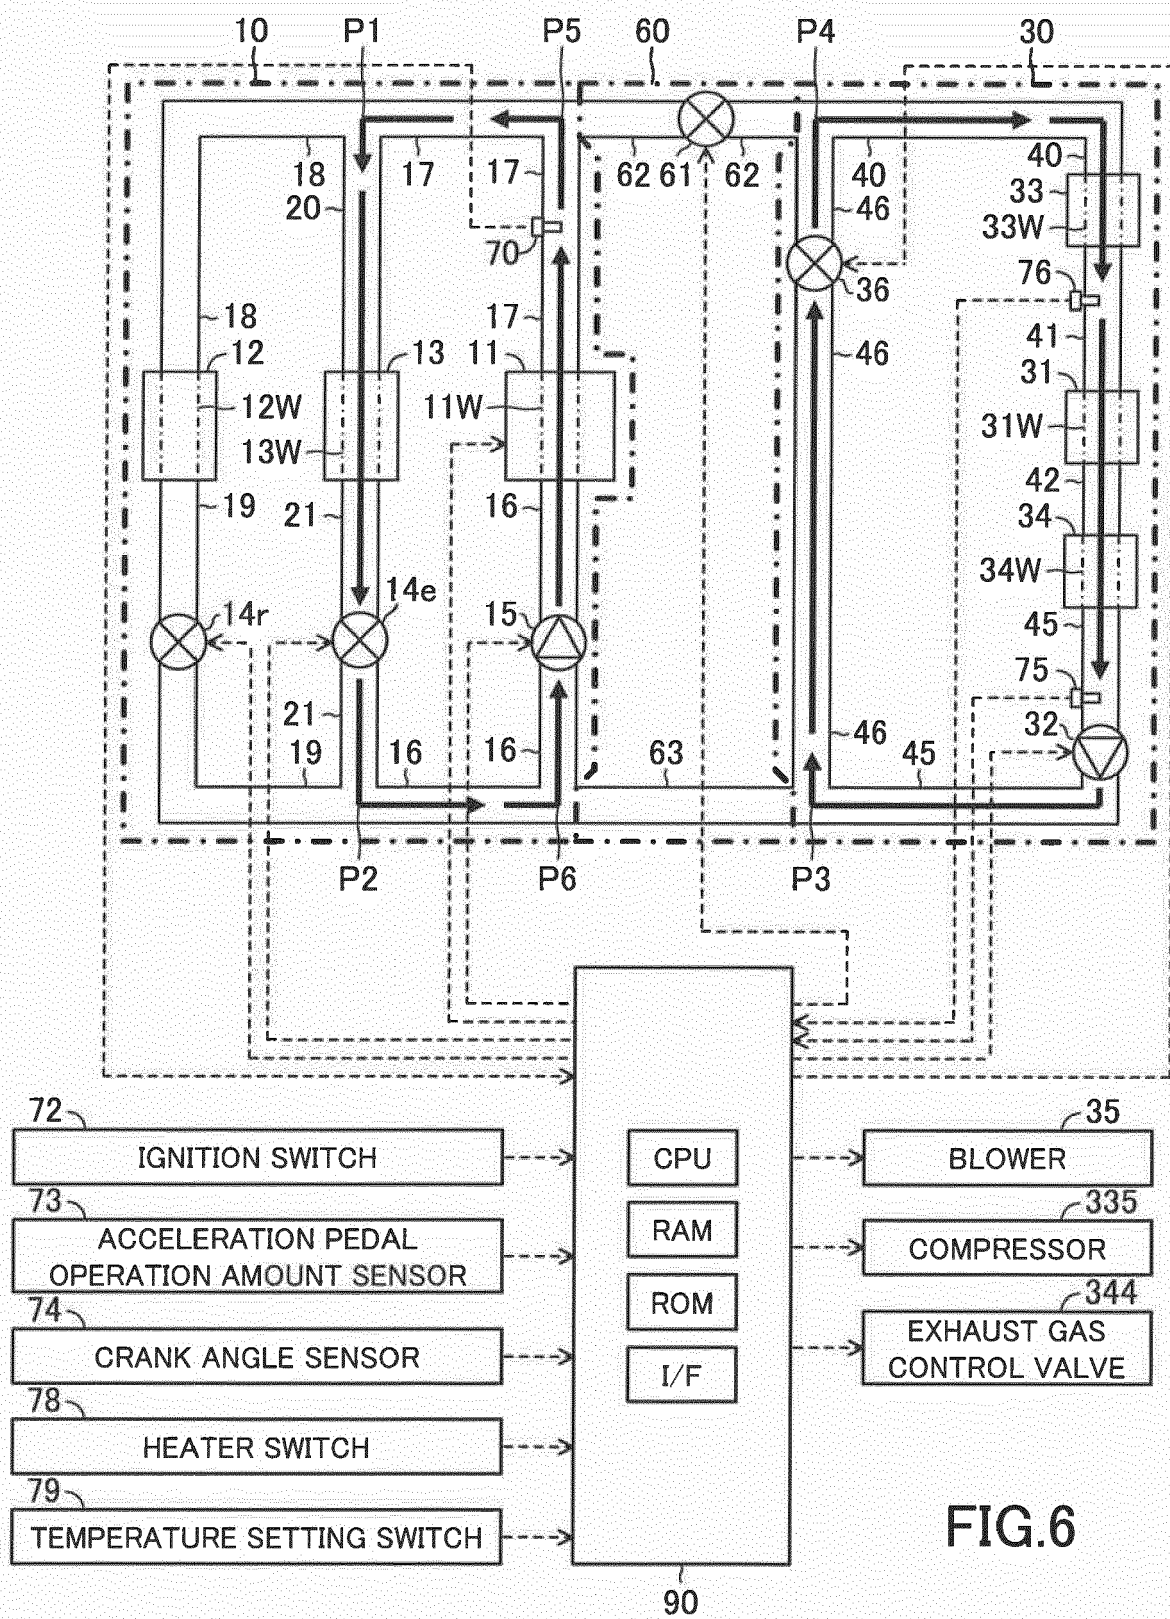 10 P1 P5 60 P4 30
18 17 17 62 61 62 40 40
20 46 33
33W
70 36 76
18 17 41
12 13 11 46 31
12W 11W 31W
13W
19 21 16 42
34
34W
14r 14e 15 45
75
21 32
19 16 16 63 46 45
P2 P6 P3
72
IGNITION SWITCH
73
ACCELERATION PEDAL
OPERATION AMOUNT SENSOR
74
CRANK ANGLE SENSOR
78
HEATER SWITCH
79
TEMPERATURE SETTING SWITCH
CPU
RAM
ROM
I/F
90
35
BLOWER
335
COMPRESSOR
344
EXHAUST GAS
CONTROL VALVE
FIG.6